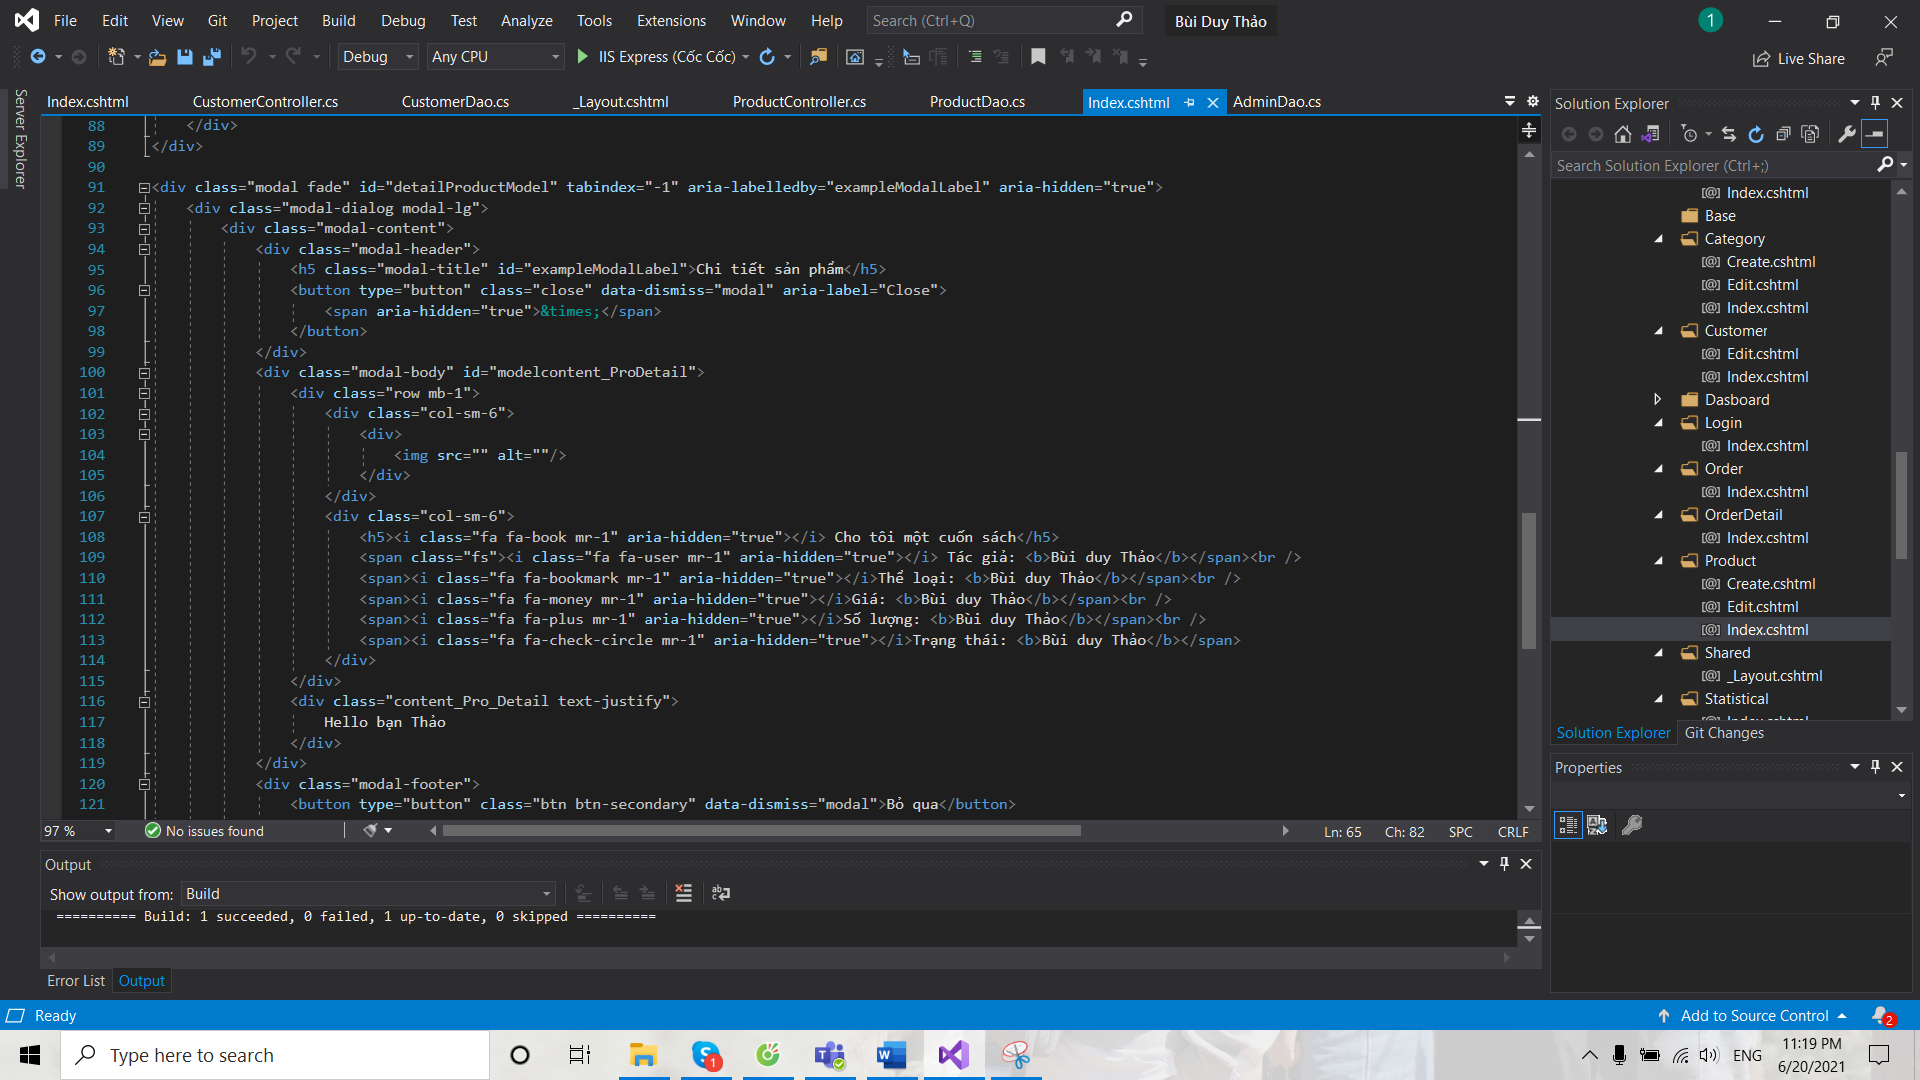 File Edit View Git Project Build Debug Test Analyze Tools Extensions Window Help Search (Ctrl+Q) Bùi Duy Thảo 1
Debug Any CPU IIS Express (Cốc Cốc) Live Share
Server Explorer
Index.cshtml CustomerController.cs CustomerDao.cs _Layout.cshtml ProductController.cs ProductDao.cs Index.cshtml AdminDao.cs
88 </div>
89 </div>
90
91 <div class="modal fade" id="detailProductModel" tabindex="-1" aria-labelledby="exampleModalLabel" aria-hidden="true">
92 <div class="modal-dialog modal-lg">
93 <div class="modal-content">
94 <div class="modal-header">
95 <h5 class="modal-title" id="exampleModalLabel">Chi tiết sản phẩm</h5>
96 <button type="button" class="close" data-dismiss="modal" aria-label="Close">
97 <span aria-hidden="true">&times;</span>
98 </button>
99 </div>
100 <div class="modal-body" id="modelcontent_ProDetail">
101 <div class="row mb-1">
102 <div class="col-sm-6">
103 <div>
104 <img src="" alt=""/>
105 </div>
106 </div>
107 <div class="col-sm-6">
108 <h5><i class="fa fa-book mr-1" aria-hidden="true"></i> Cho tôi một cuốn sách</h5>
109 <span class="fs"><i class="fa fa-user mr-1" aria-hidden="true"></i> Tác giả: <b>Bùi duy Thảo</b></span><br />
110 <span><i class="fa fa-bookmark mr-1" aria-hidden="true"></i>Thể loại: <b>Bùi duy Thảo</b></span><br />
111 <span><i class="fa fa-money mr-1" aria-hidden="true"></i>Giá: <b>Bùi duy Thảo</b></span><br />
112 <span><i class="fa fa-plus mr-1" aria-hidden="true"></i>Số lượng: <b>Bùi duy Thảo</b></span><br />
113 <span><i class="fa fa-check-circle mr-1" aria-hidden="true"></i>Trạng thái: <b>Bùi duy Thảo</b></span>
114 </div>
115 </div>
116 <div class="content_Pro_Detail text-justify">
117 Hello bạn Thảo
118 </div>
119 </div>
120 <div class="modal-footer">
121 <button type="button" class="btn btn-secondary" data-dismiss="modal">Bỏ qua</button>
97 % No issues found Ln: 65 Ch: 82 SPC CRLF
Output
Show output from: Build
========== Build: 1 succeeded, 0 failed, 1 up-to-date, 0 skipped ==========
Error List Output
Solution Explorer
Search Solution Explorer (Ctrl+;)
Index.cshtml
Base
Category
Create.cshtml
Edit.cshtml
Index.cshtml
Customer
Edit.cshtml
Index.cshtml
Dasboard
Login
Index.cshtml
Order
Index.cshtml
OrderDetail
Index.cshtml
Product
Create.cshtml
Edit.cshtml
Index.cshtml
Shared
_Layout.cshtml
Statistical
Index.cshtml
Solution Explorer Git Changes
Properties
Ready Add to Source Control 2
Type here to search 1 ENG 11:19 PM
6/20/2021